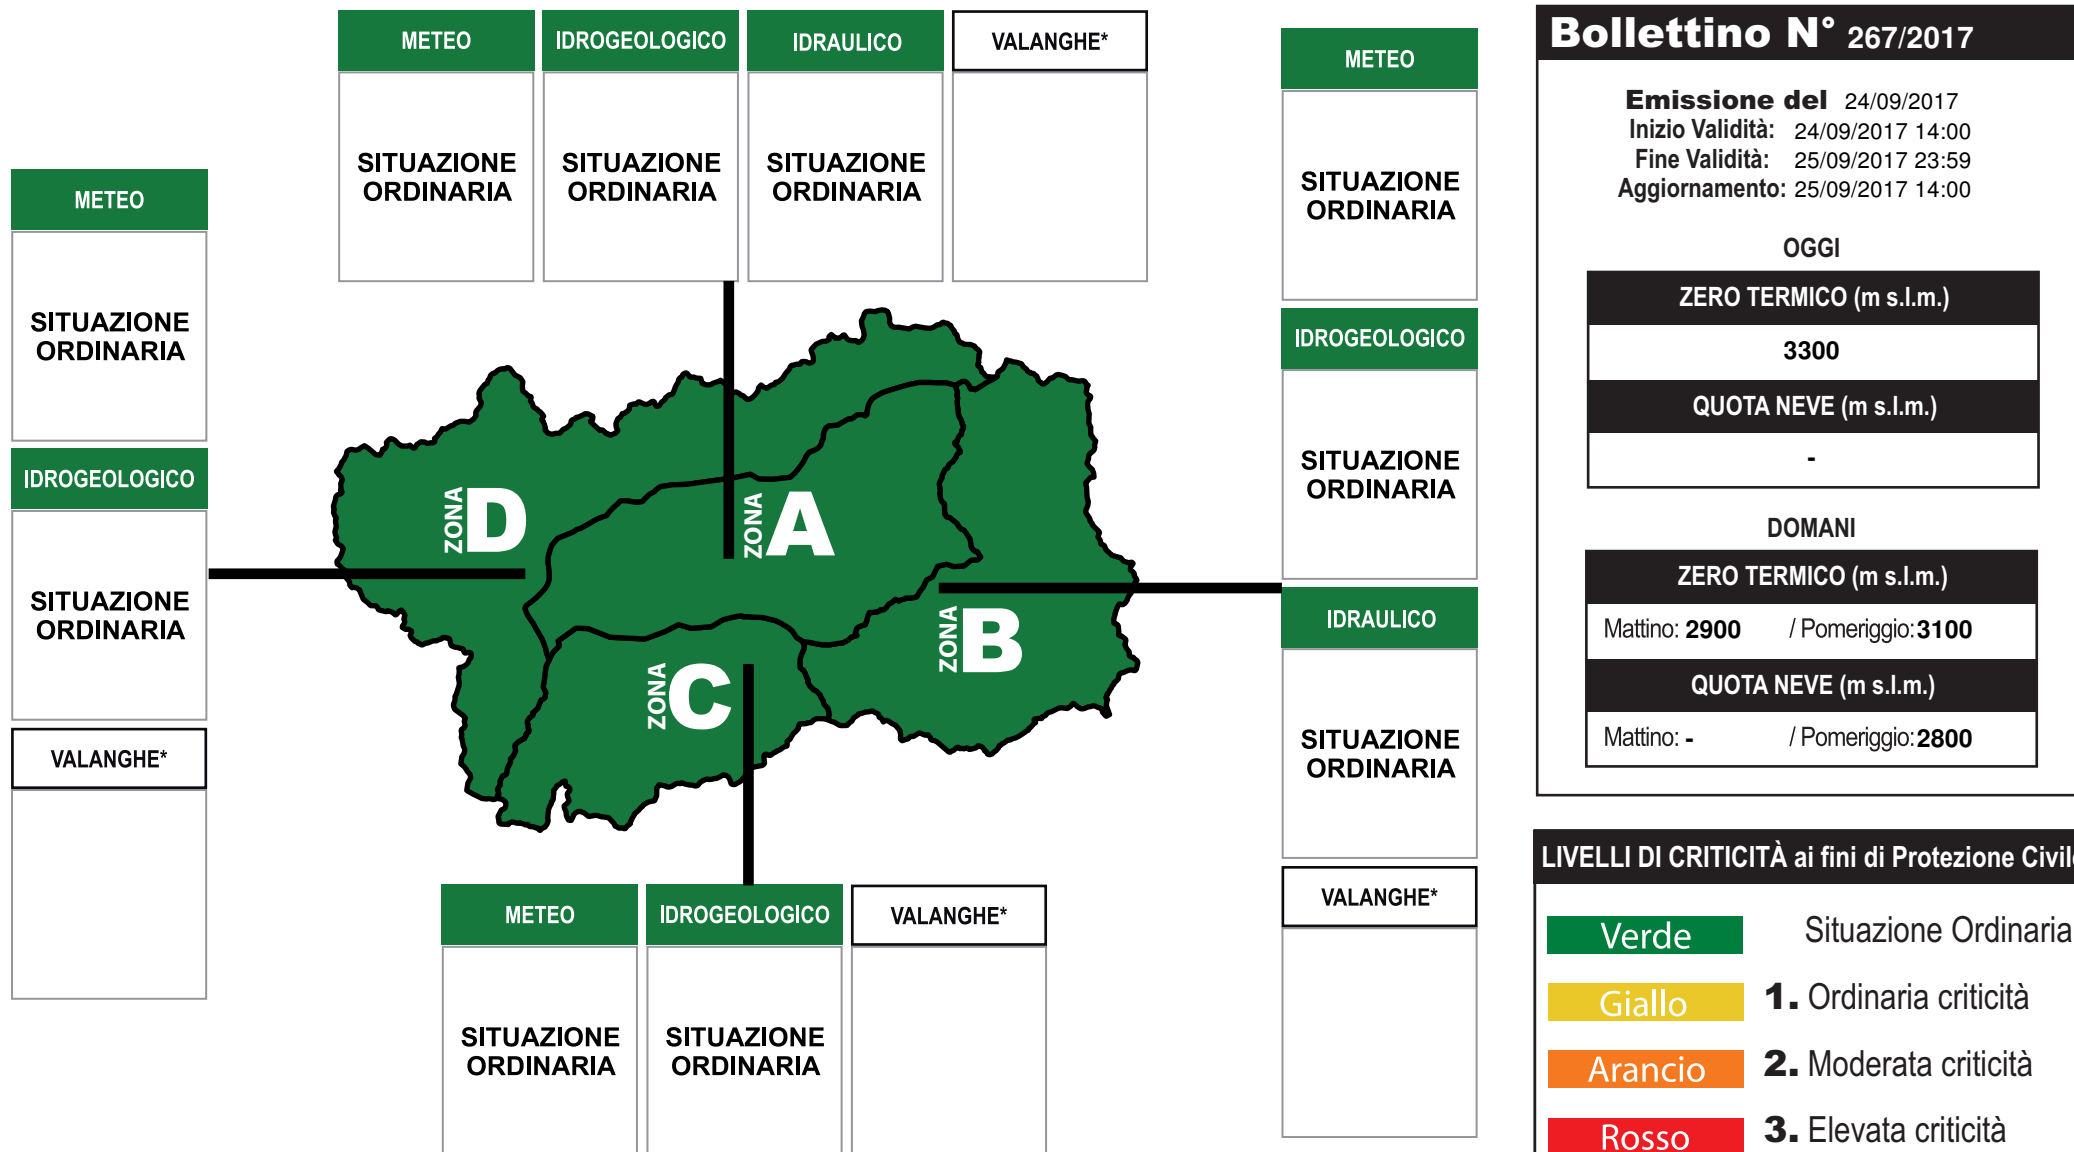 METEO
IDROGEOLOGICO
IDRAULICO
VALANGHE*
SITUAZIONE
ORDINARIA
SITUAZIONE
ORDINARIA
SITUAZIONE
ORDINARIA
METEO
SITUAZIONE
ORDINARIA
IDROGEOLOGICO
SITUAZIONE
ORDINARIA
VALANGHE*
ZONA D
ZONA A
ZONA B
ZONA C
METEO
SITUAZIONE
ORDINARIA
IDROGEOLOGICO
SITUAZIONE
ORDINARIA
IDRAULICO
SITUAZIONE
ORDINARIA
VALANGHE*
METEO
IDROGEOLOGICO
VALANGHE*
SITUAZIONE
ORDINARIA
SITUAZIONE
ORDINARIA
Bollettino N° 267/2017
Emissione del 24/09/2017
Inizio Validità: 24/09/2017 14:00
Fine Validità: 25/09/2017 23:59
Aggiornamento: 25/09/2017 14:00
OGGI
ZERO TERMICO (m s.l.m.)
3300
QUOTA NEVE (m s.l.m.)
-
DOMANI
ZERO TERMICO (m s.l.m.)
Mattino: 2900 / Pomeriggio: 3100
QUOTA NEVE (m s.l.m.)
Mattino: - / Pomeriggio: 2800
LIVELLI DI CRITICITÀ ai fini di Protezione Civile
Verde Situazione Ordinaria
Giallo 1. Ordinaria criticità
Arancio 2. Moderata criticità
Rosso 3. Elevata criticità